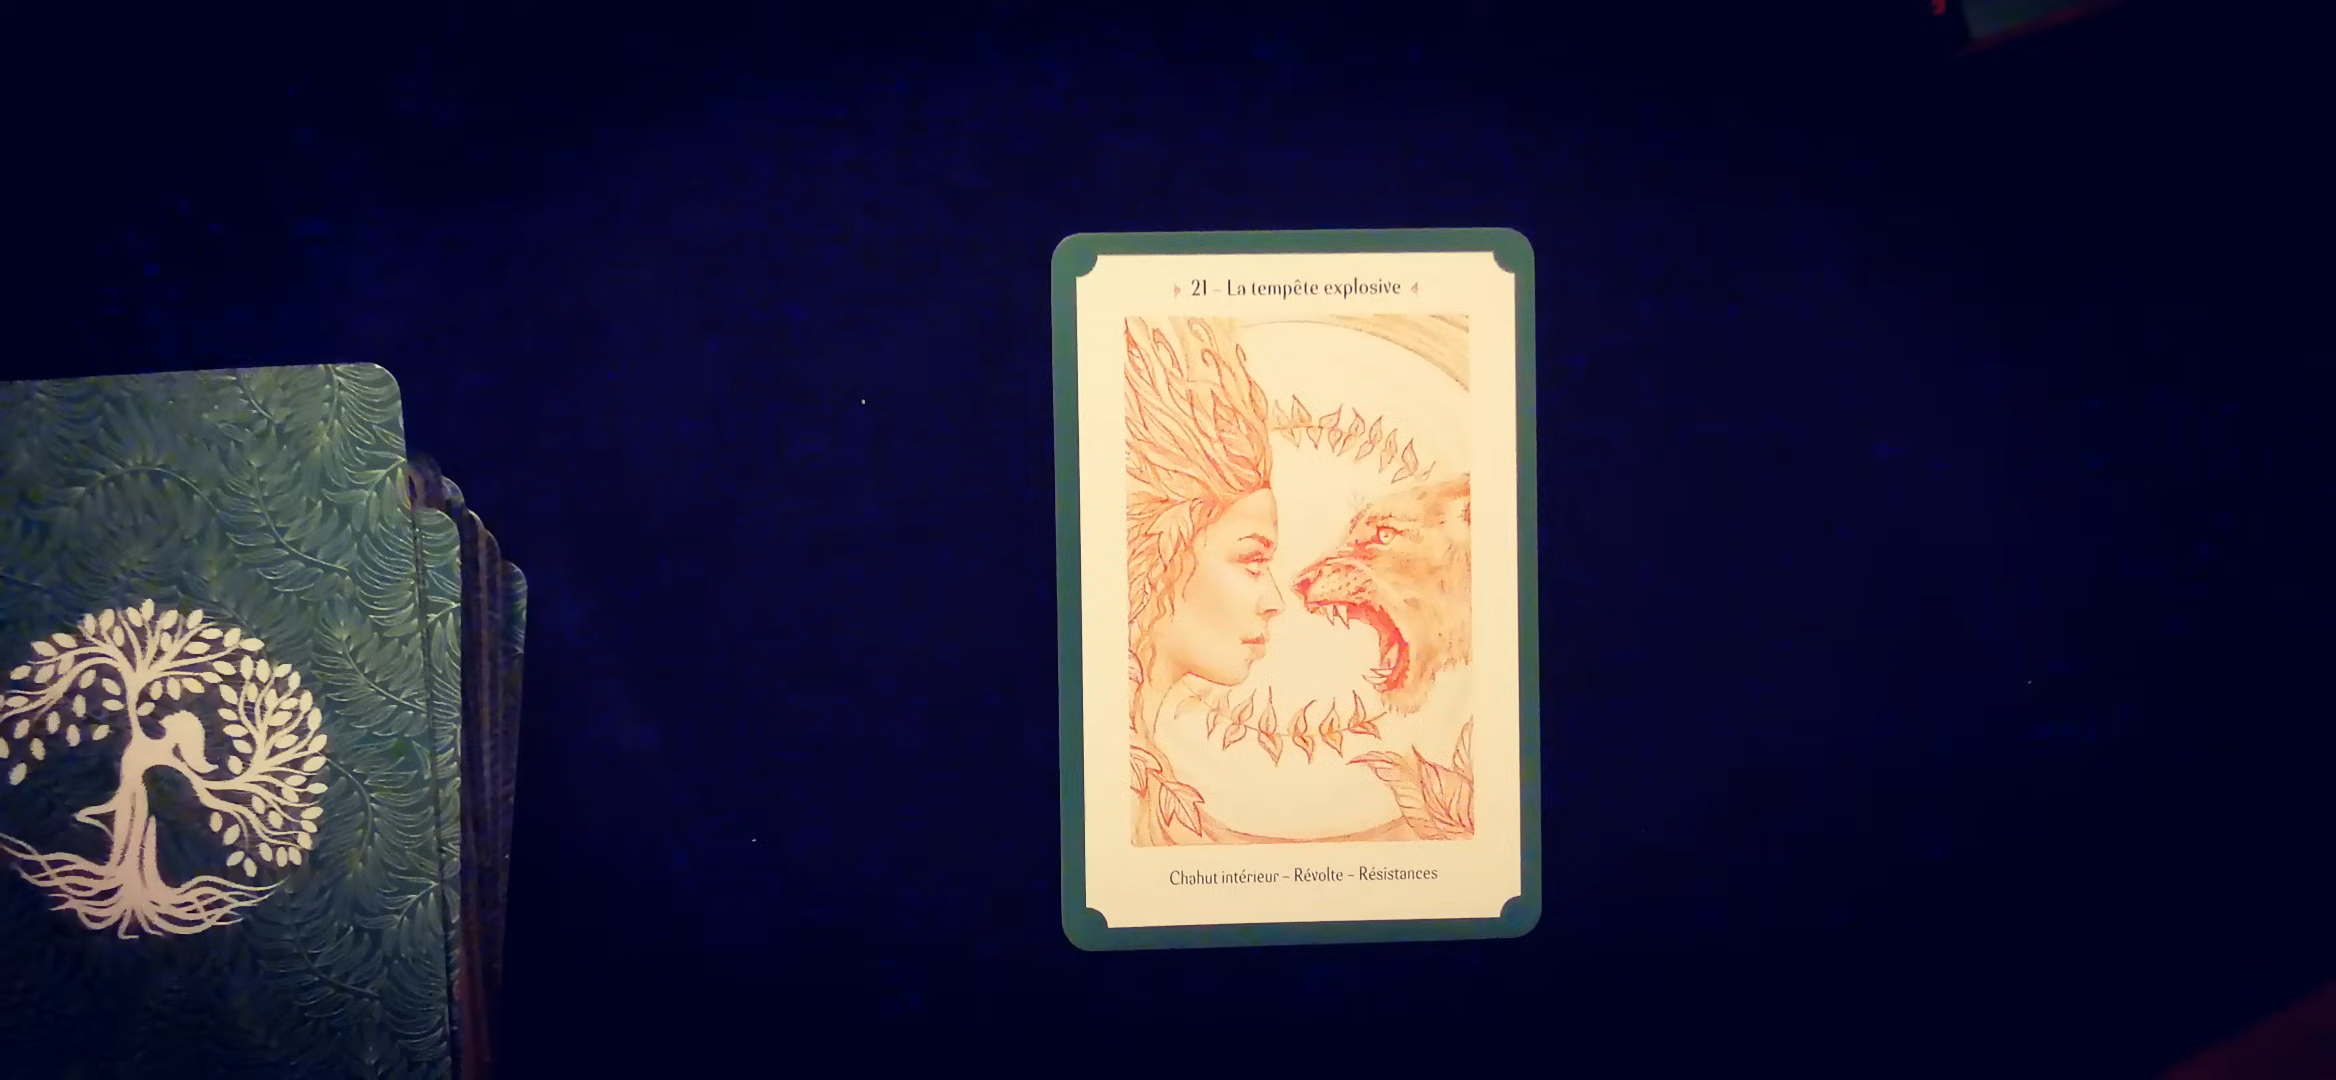 21 – La tempête explosive
Chahut intérieur – Révolte – Résistances